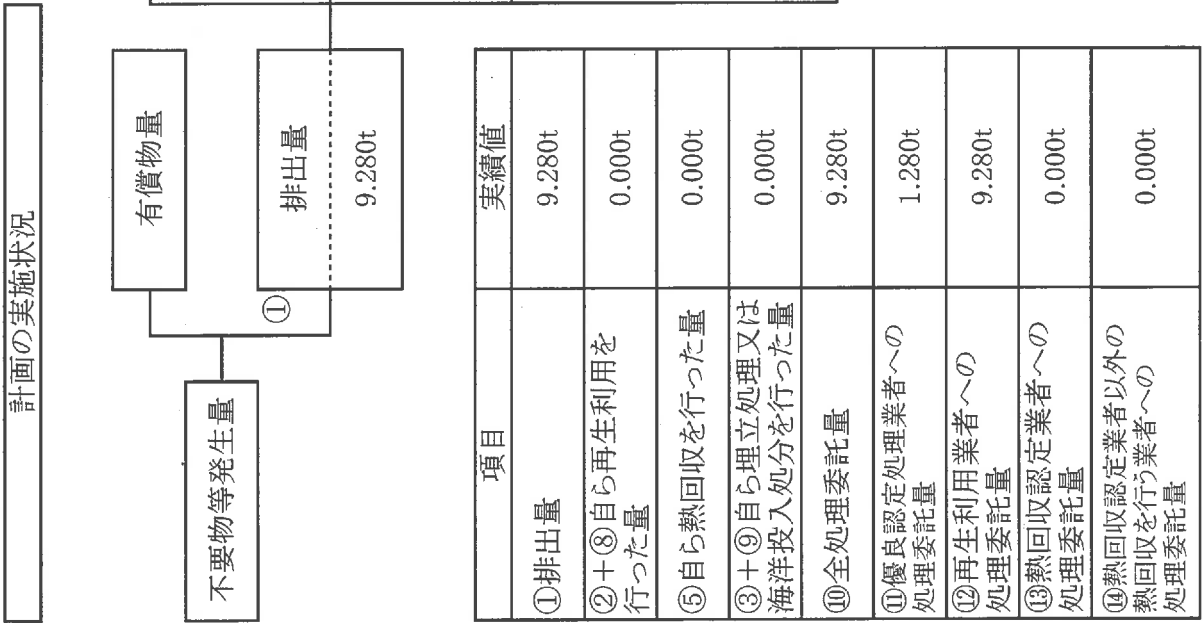 計画の実施状況
有償物量
不要物等発生量
①
排出量
9.280t
項目
実績値
①排出量
9.280t
②+⑧自ら再生利用を
行った量
0.000t
⑤自ら熱回収を行った量
0.000t
③+⑨自ら埋立処理又は
海洋投入処分を行った量
0.000t
⑩全処理委託量
9.280t
⑪優良認定処理業者への
処理委託量
1.280t
⑫再生利用業者への
処理委託量
9.280t
⑬熱回収認定業者への
処理委託量
0.000t
⑭熱回収認定業者以外の
熱回収を行う業者への
処理委託量
0.000t